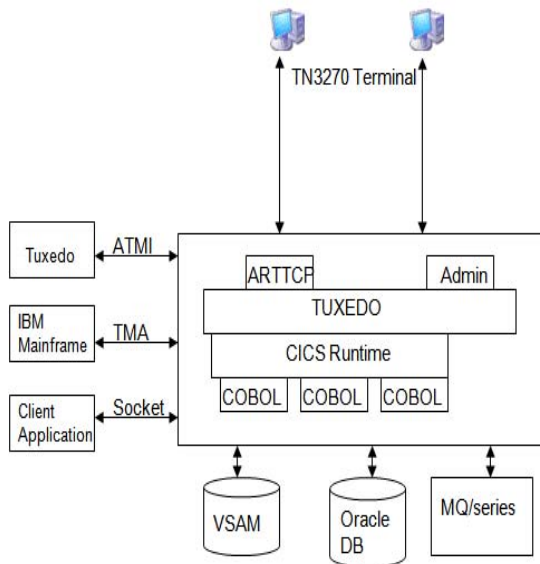 TN3270 Terminal
Tuxedo
ATMI
ARTTCP
Admin
TUXEDO
IBM
Mainframe
TMA
CICS Runtime
COBOL
COBOL
COBOL
Client
Application
Socket
VSAM
Oracle
DB
MQ/series